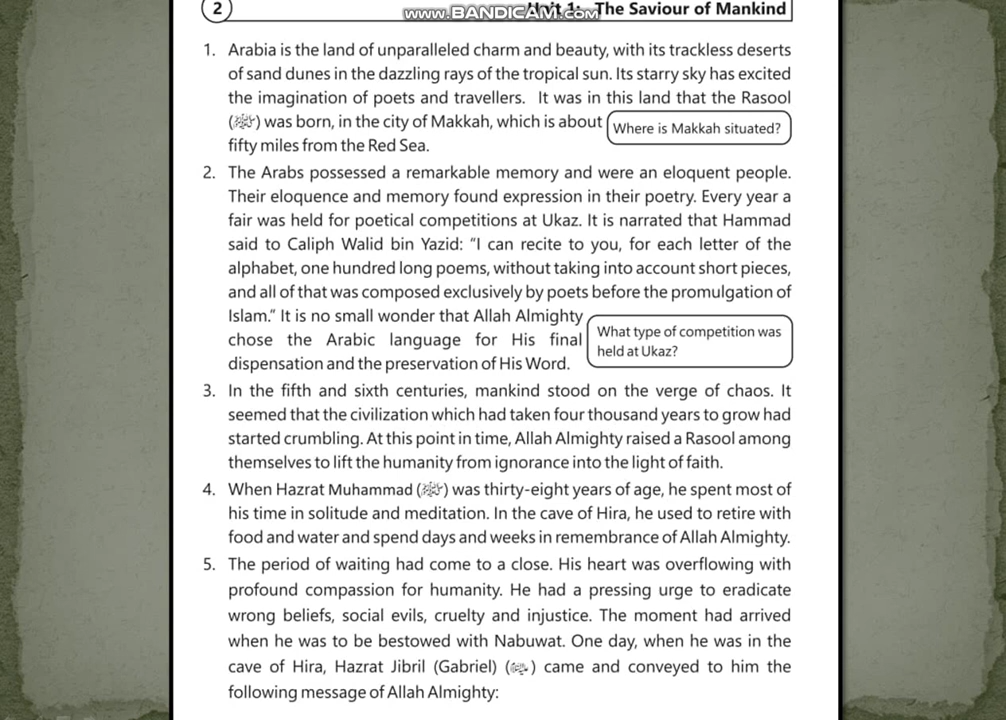 2
www.BANDICAM.com
Unit 1: The Saviour of Mankind
1. Arabia is the land of unparalleled charm and beauty, with its trackless deserts
of sand dunes in the dazzling rays of the tropical sun. Its starry sky has excited
the imagination of poets and travellers. It was in this land that the Rasool
(ﷺ) was born, in the city of Makkah, which is about
fifty miles from the Red Sea.
Where is Makkah situated?
2. The Arabs possessed a remarkable memory and were an eloquent people.
Their eloquence and memory found expression in their poetry. Every year a
fair was held for poetical competitions at Ukaz. It is narrated that Hammad
said to Caliph Walid bin Yazid: “I can recite to you, for each letter of the
alphabet, one hundred long poems, without taking into account short pieces,
and all of that was composed exclusively by poets before the promulgation of
Islam.” It is no small wonder that Allah Almighty
chose the Arabic language for His final
dispensation and the preservation of His Word.
What type of competition was
held at Ukaz?
3. In the fifth and sixth centuries, mankind stood on the verge of chaos. It
seemed that the civilization which had taken four thousand years to grow had
started crumbling. At this point in time, Allah Almighty raised a Rasool among
themselves to lift the humanity from ignorance into the light of faith.
4. When Hazrat Muhammad (ﷺ) was thirty-eight years of age, he spent most of
his time in solitude and meditation. In the cave of Hira, he used to retire with
food and water and spend days and weeks in remembrance of Allah Almighty.
5. The period of waiting had come to a close. His heart was overflowing with
profound compassion for humanity. He had a pressing urge to eradicate
wrong beliefs, social evils, cruelty and injustice. The moment had arrived
when he was to be bestowed with Nabuwat. One day, when he was in the
cave of Hira, Hazrat Jibril (Gabriel) ( ) came and conveyed to him the
following message of Allah Almighty: